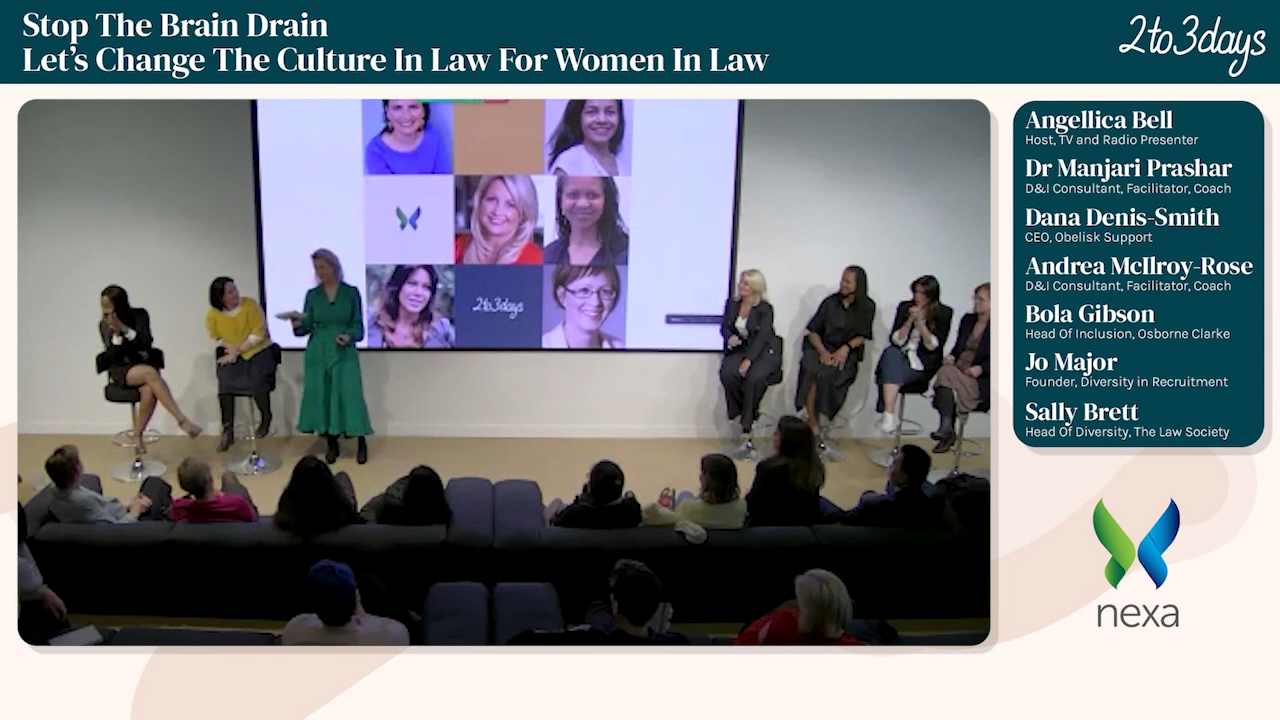 Stop The Brain Drain
Let's Change The Culture In Law For Women In Law
2to3days
Angellica Bell
Host, TV and Radio Presenter
Dr Manjari Prashar
D&I Consultant, Facilitator, Coach
Dana Denis-Smith
CEO, Obelisk Support
Andrea McIlroy-Rose
D&I Consultant, Facilitator, Coach
Bola Gibson
Head Of Inclusion, Osborne Clarke
Jo Major
Founder, Diversity in Recruitment
Sally Brett
Head Of Diversity, The Law Society
2to3days
nexa